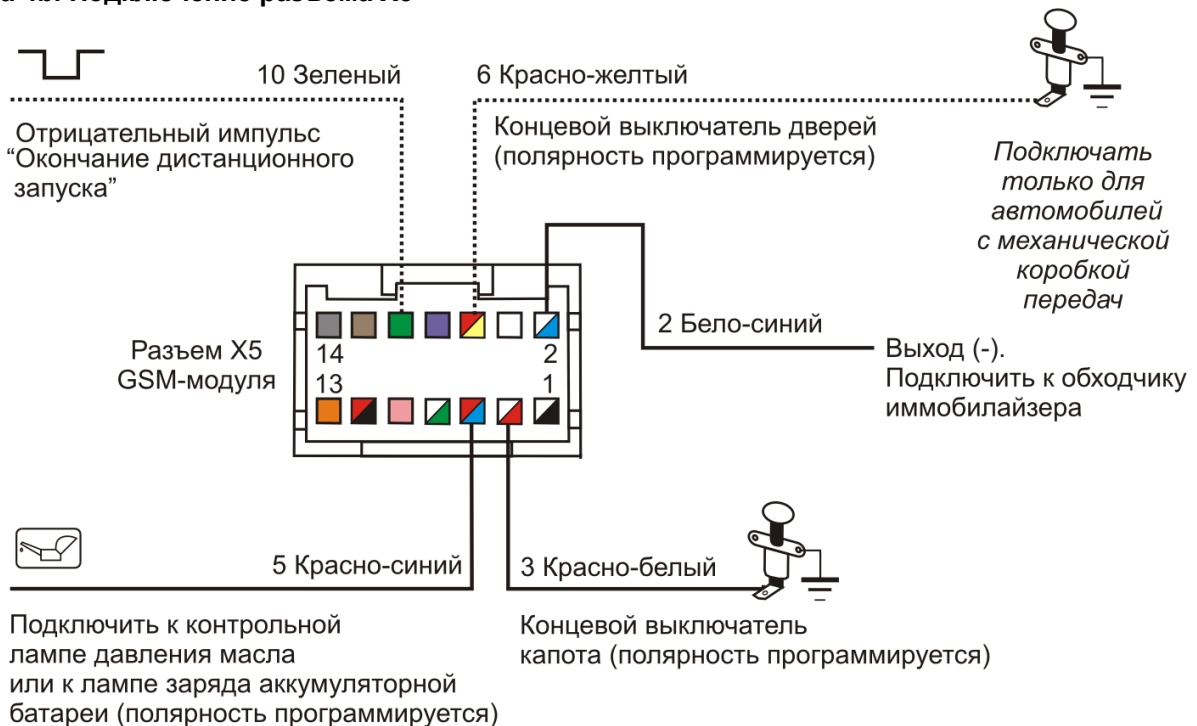 Подключение разъема
10 Зеленый
6 Красно-желтый
Отрицательный импульс
“Окончание дистанционного
запуска”
Концевой выключатель дверей
(полярность программируется)
Подключать
только для
автомобилей
с механической
коробкой
передач
2 Бело-синий
Выход (-).
Подключить к обходчику
иммобилайзера
Разъем X5
GSM-модуля
14
2
13
1
5 Красно-синий
3 Красно-белый
Подключить к контрольной
лампе давления масла
или к лампе заряда аккумуляторной
батареи (полярность программируется)
Концевой выключатель
капота (полярность программируется)